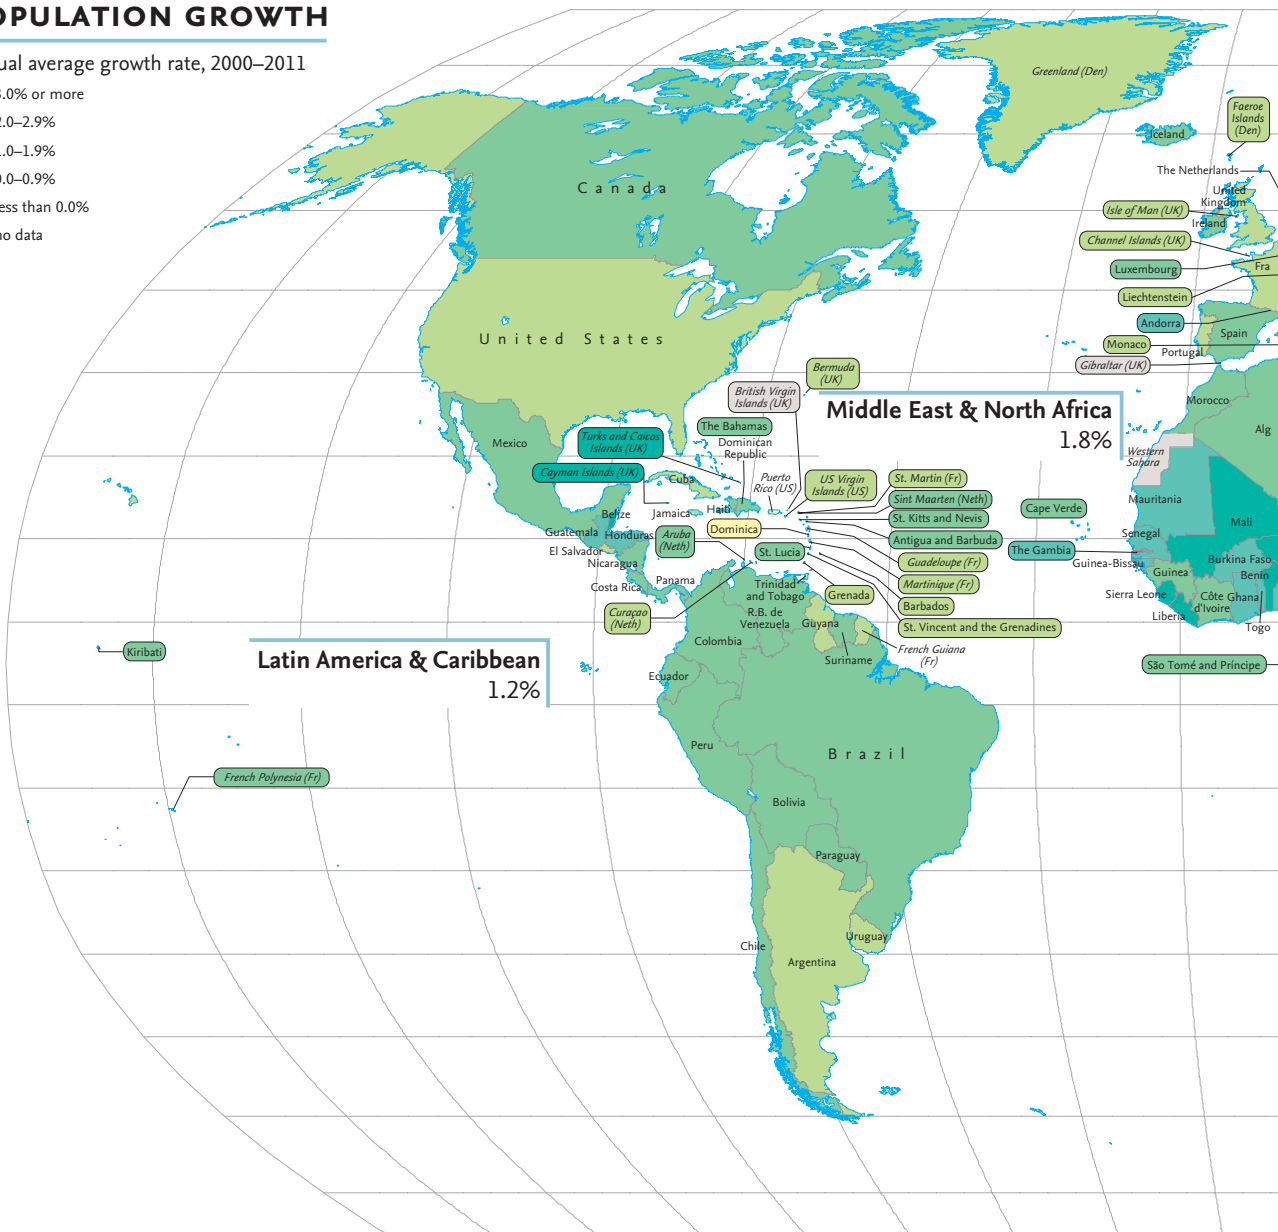 OPULATION GROWTH
ual average growth rate, 2000–2011
3.0% or more
2.0–2.9%
1.0–1.9%
0.0–0.9%
less than 0.0%
no data
Greenland (Den)
Faeroe
Islands
(Den)
Iceland
The Netherlands
Canada
United
Kingdom
Isle of Man (UK)
Ireland
Channel Islands (UK)
Luxembourg
Fra
Liechtenstein
Andorra
Spain
United States
Monaco
Portugal
Gibraltar (UK)
Bermuda
(UK)
British Virgin
Islands (UK)
Middle East & North Africa
1.8%
Morocco
The Bahamas
Alg
Turks and Caicos
Islands (UK)
Mexico
Dominican
Republic
Western
Sahara
Cayman Islands (UK)
Cuba
Puerto
Rico (US)
US Virgin
Islands (US)
St. Martin (Fr)
Sint Maarten (Neth)
Mauritania
Belize
Jamaica
Haiti
St. Kitts and Nevis
Cape Verde
Mali
Guatemala
Honduras
Aruba
(Neth)
Dominica
Antigua and Barbuda
Senegal
El Salvador
St. Lucia
The Gambia
Nicaragua
Guadeloupe (Fr)
Guinea-Bissau
Burkina Faso
Guinea
Benin
Costa Rica
Panama
Trinidad
and Tobago
Grenada
Martinique (Fr)
Sierra Leone
Côte
d'Ivoire
Ghana
Curaçao
(Neth)
R.B. de
Venezuela
Guyana
Barbados
Liberia
Togo
St. Vincent and the Grenadines
Colombia
French Guiana
(Fr)
Suriname
Kiribati
Latin America & Caribbean
1.2%
Ecuador
São Tomé and Príncipe
Peru
Brazil
French Polynesia (Fr)
Bolivia
Paraguay
Chile
Uruguay
Argentina